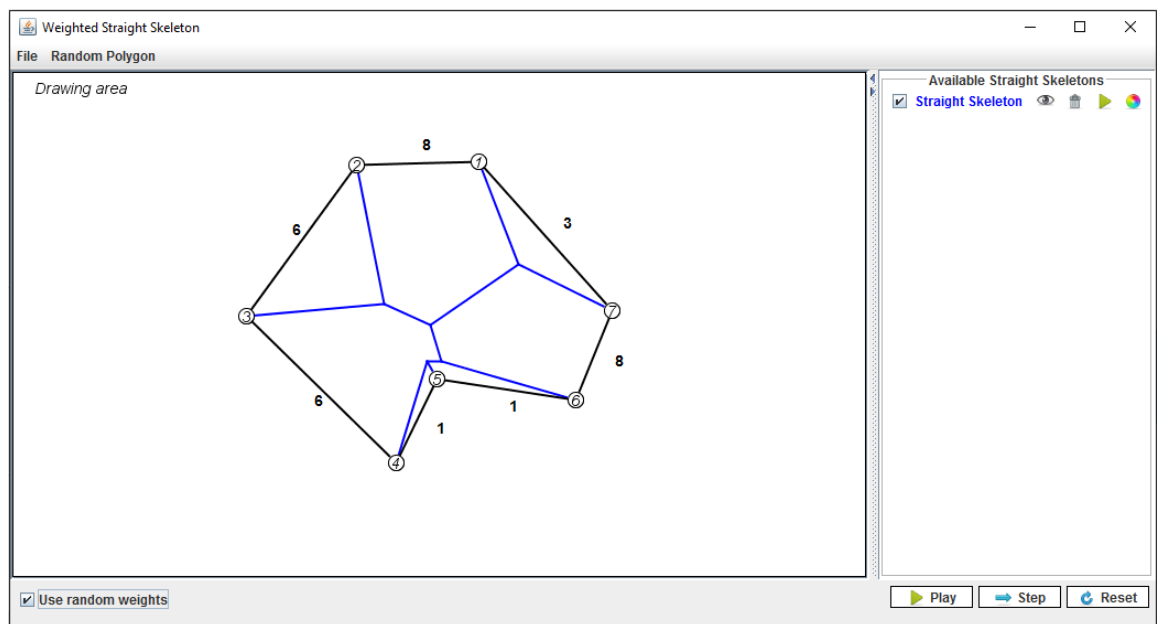 Weighted Straight Skeleton
File Random Polygon
Drawing area
Available Straight Skeletons
Straight Skeleton
8
2
1
6
3
3
7
8
5
6
1
6
1
4
Use random weights
Play Step Reset